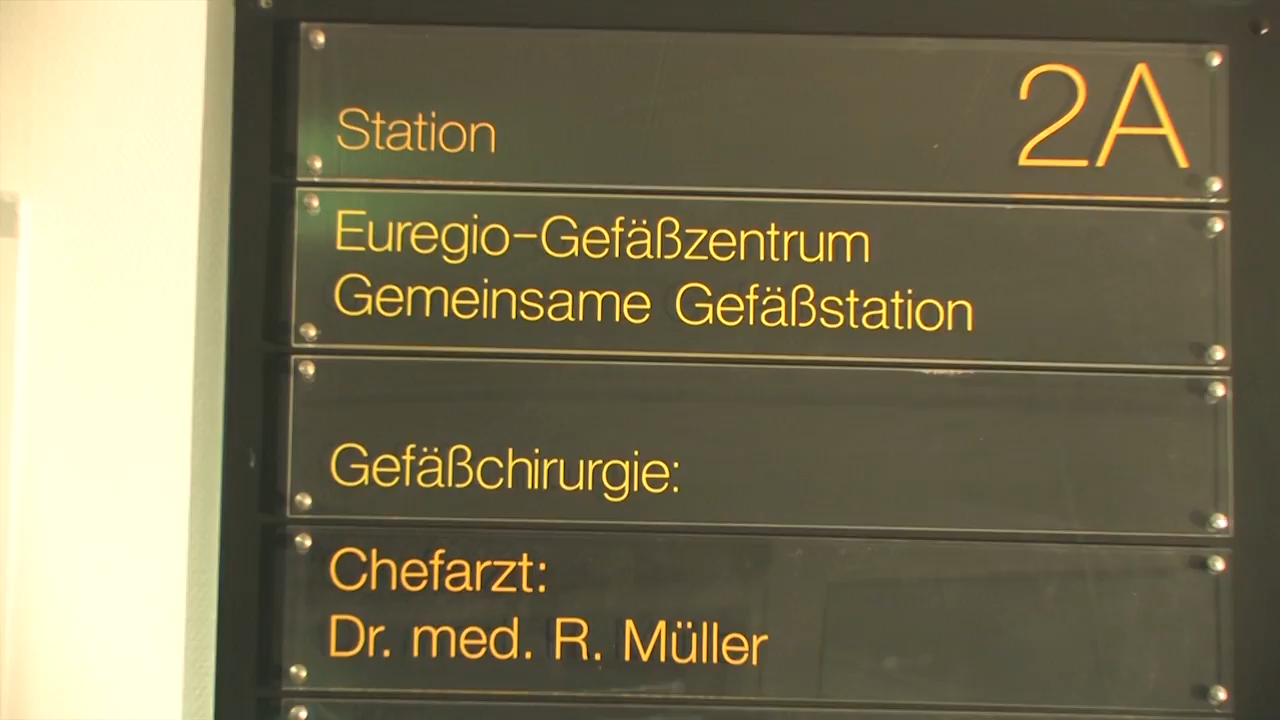 Station 2A
Euregio-Gefäßzentrum
Gemeinsame Gefäßstation
Gefäßchirurgie:
Chefarzt:
Dr. med. R. Müller